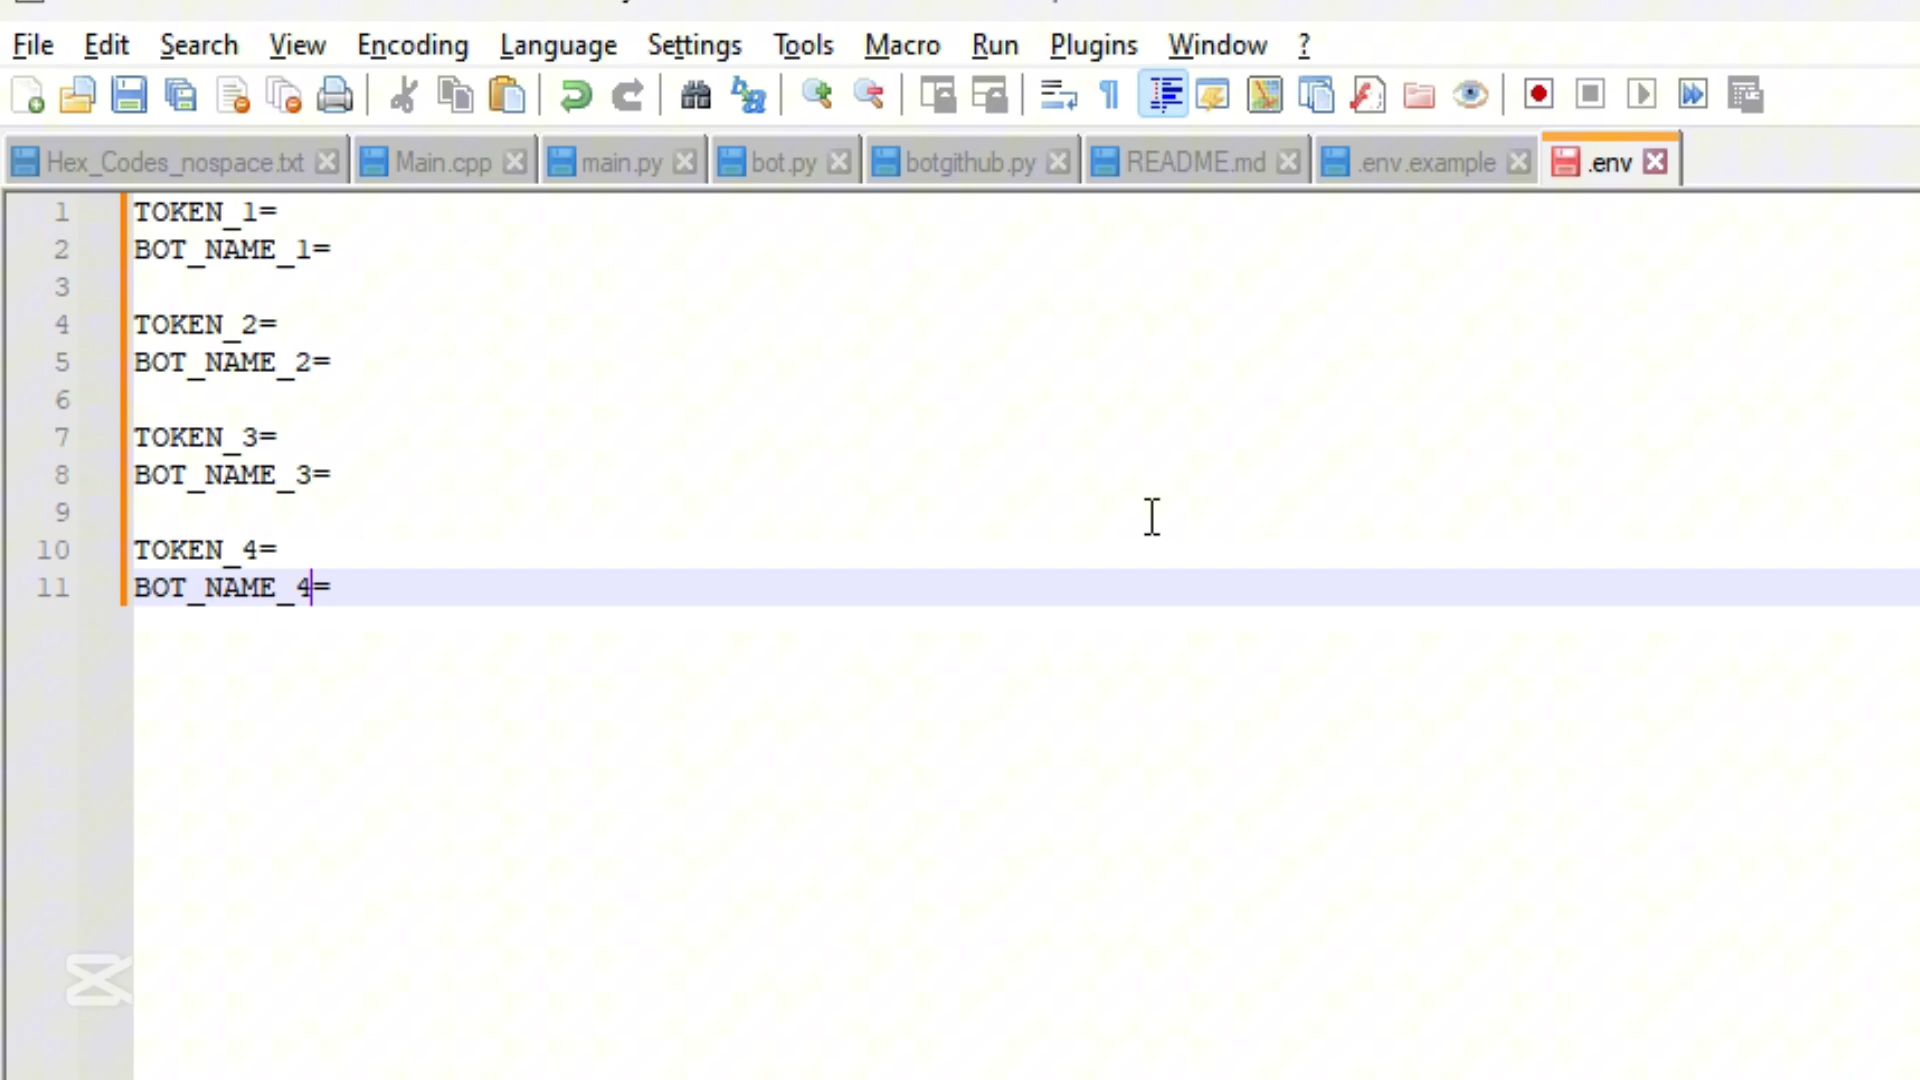 File Edit Search View Encoding Language Settings Tools Macro Run Plugins Window ?
Hex_Codes_nospace.txt Main.cpp main.py bot.py botgithub.py README.md .env.example .env
1 TOKEN_1=
2 BOT_NAME_1=
3
4 TOKEN_2=
5 BOT_NAME_2=
6
7 TOKEN_3=
8 BOT_NAME_3=
9
10 TOKEN_4=
11 BOT_NAME_4=